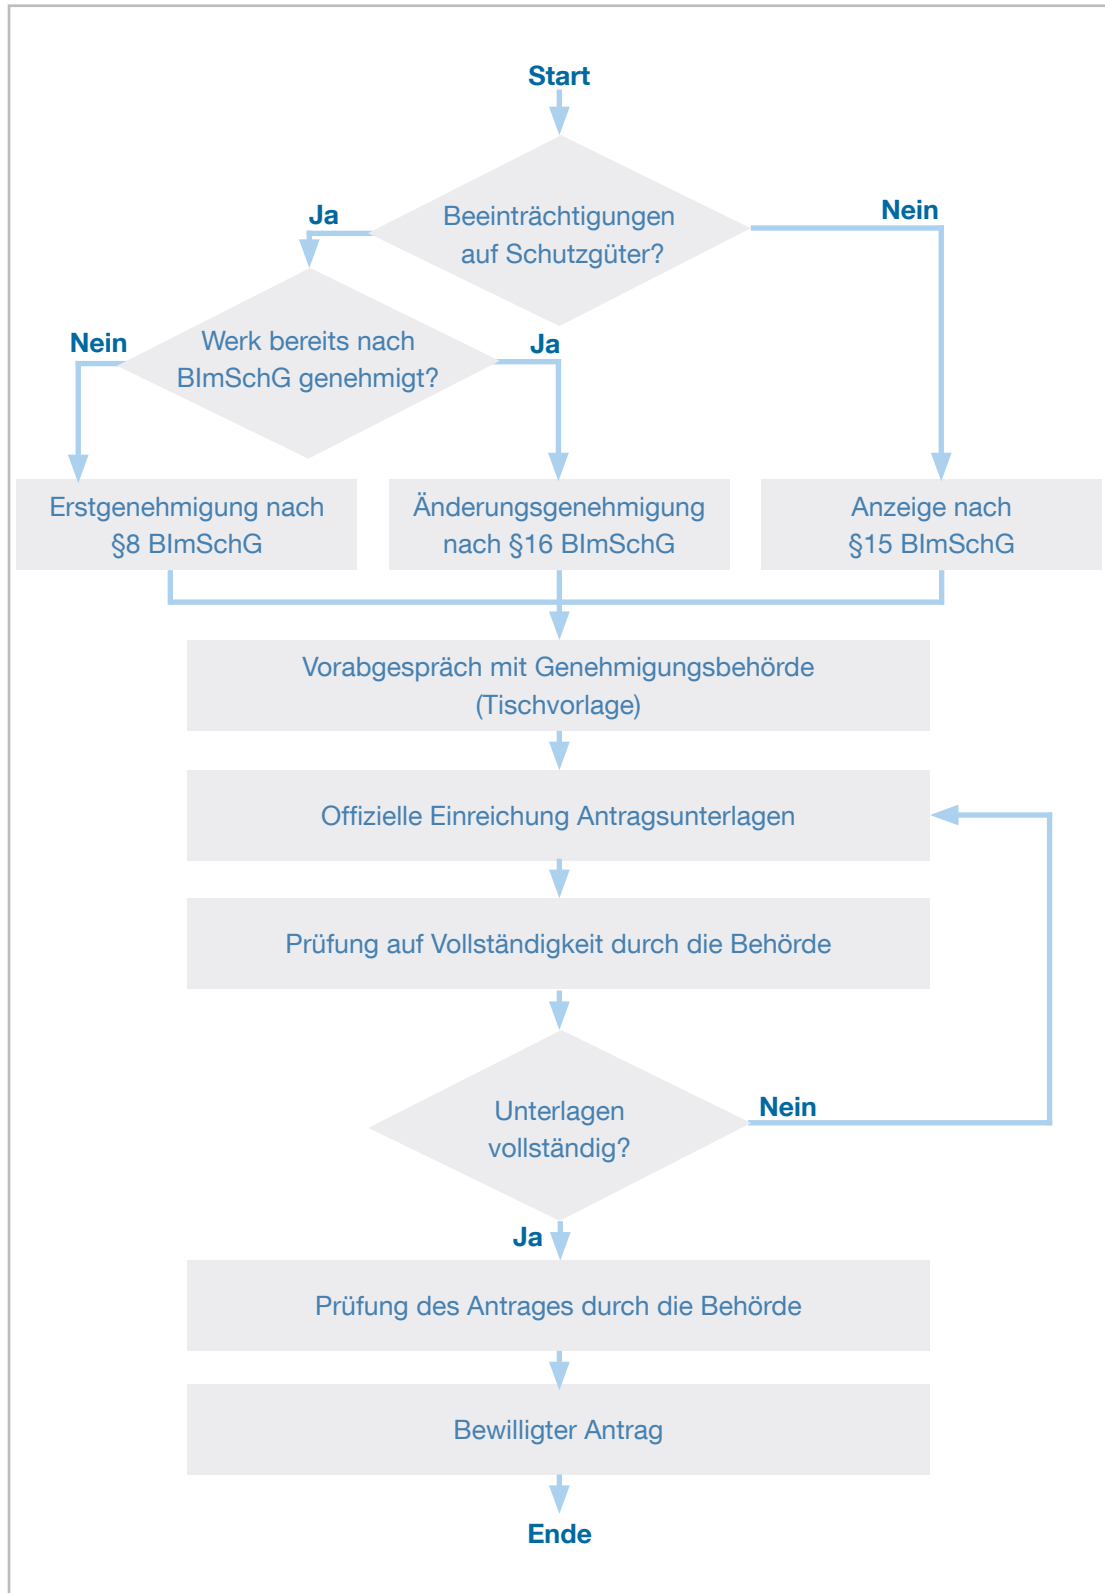 Start
Ja
Beeinträchtigungen
auf Schutzgüter?
Nein
Nein
Werk bereits nach
BImSchG genehmigt?
Ja
Erstgenehmigung nach
§8 BImSchG
Änderungsgenehmigung
nach §16 BImSchG
Anzeige nach
§15 BImSchG
Vorabgespräch mit Genehmigungsbehörde
(Tischvorlage)
Offizielle Einreichung Antragsunterlagen
Prüfung auf Vollständigkeit durch die Behörde
Unterlagen
vollständig?
Nein
Ja
Prüfung des Antrages durch die Behörde
Bewilligter Antrag
Ende